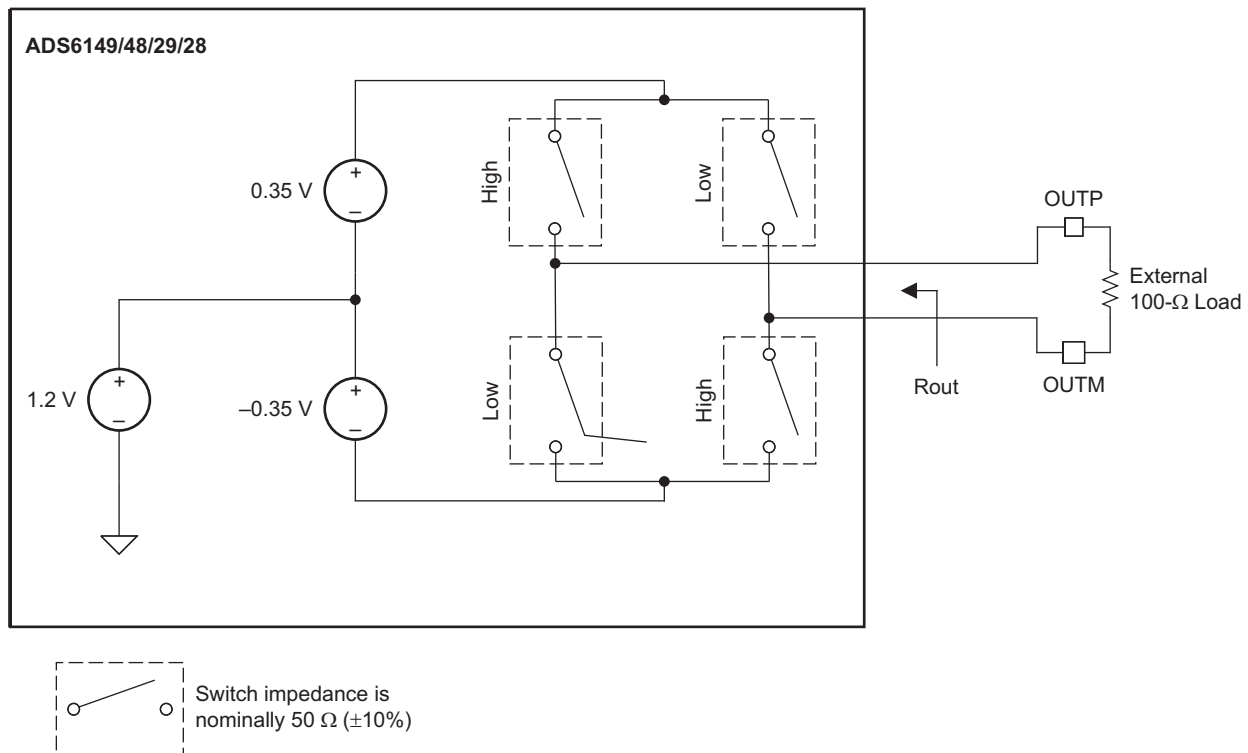 ADS6149/48/29/28
High
Low
0.35 V
+
–
OUTP
External
100-Ω Load
1.2 V
+
–
–0.35 V
+
–
Low
High
Rout
OUTM
Switch impedance is
nominally 50 Ω (±10%)